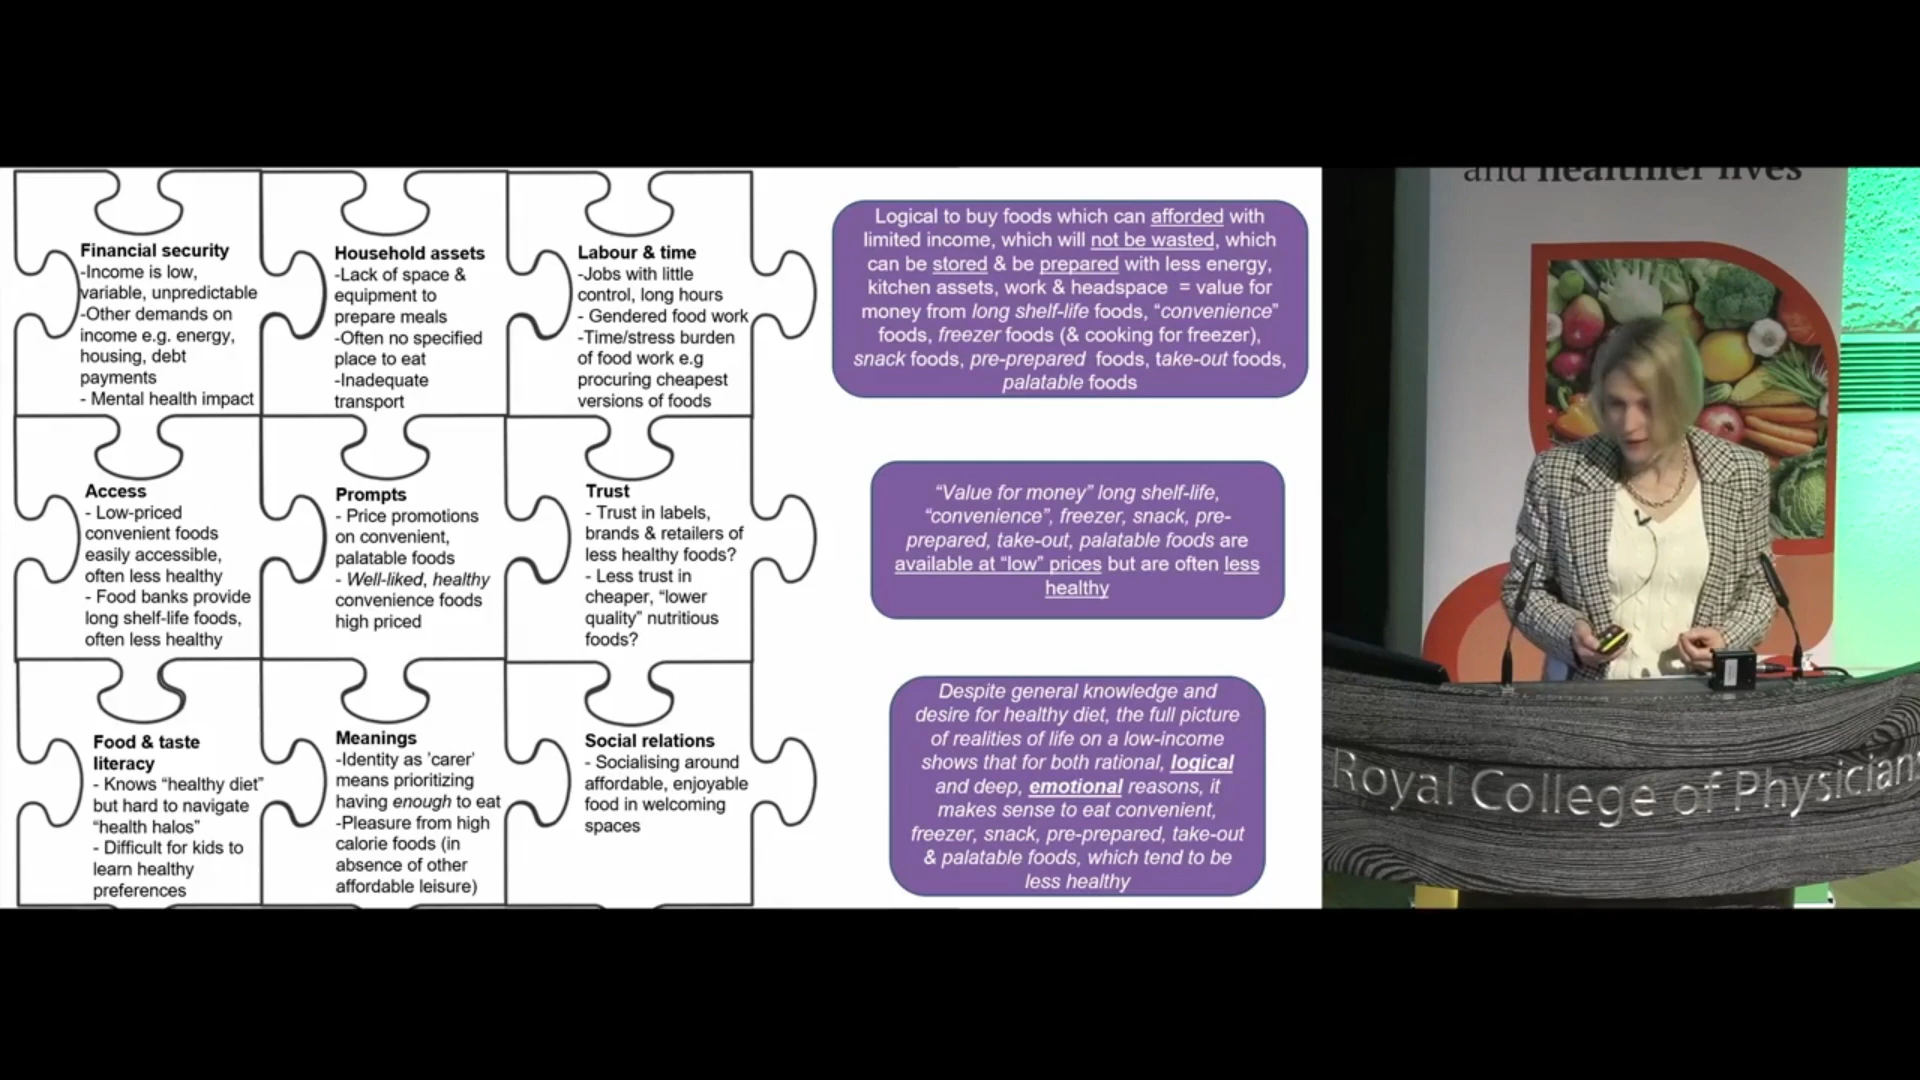 Financial security
-Income is low,
variable, unpredictable
-Other demands on
income e.g. energy,
housing, debt
payments
- Mental health impact
Household assets
-Lack of space &
equipment to
prepare meals
-Often no specified
place to eat
-Inadequate
transport
Labour & time
-Jobs with little
control, long hours
- Gendered food work
-Time/stress burden
of food work e.g
procuring cheapest
versions of foods
Access
- Low-priced
convenient foods
easily accessible,
often less healthy
- Food banks provide
long shelf-life foods,
often less healthy
Prompts
- Price promotions
on convenient,
palatable foods
- Well-liked, healthy
convenience foods
high priced
Trust
- Trust in labels,
brands & retailers of
less healthy foods?
- Less trust in
cheaper, “lower
quality” nutritious
foods?
Food & taste
literacy
- Knows “healthy diet”
but hard to navigate
“health halos”
- Difficult for kids to
learn healthy
preferences
Meanings
-Identity as 'carer'
means prioritizing
having enough to eat
-Pleasure from high
calorie foods (in
absence of other
affordable leisure)
Social relations
- Socialising around
affordable, enjoyable
food in welcoming
spaces
Logical to buy foods which can afforded with
limited income, which will not be wasted, which
can be stored & be prepared with less energy,
kitchen assets, work & headspace = value for
money from long shelf-life foods, “convenience”
foods, freezer foods (& cooking for freezer),
snack foods, pre-prepared foods, take-out foods,
palatable foods
“Value for money” long shelf-life,
“convenience”, freezer, snack, pre-
prepared, take-out, palatable foods are
available at “low” prices but are often less
healthy
Despite general knowledge and
desire for healthy diet, the full picture
of realities of life on a low-income
shows that for both rational, logical
and deep, emotional reasons, it
makes sense to eat convenient,
freezer, snack, pre-prepared, take-out
& palatable foods, which tend to be
less healthy
and healthier lives
Royal College of Physician